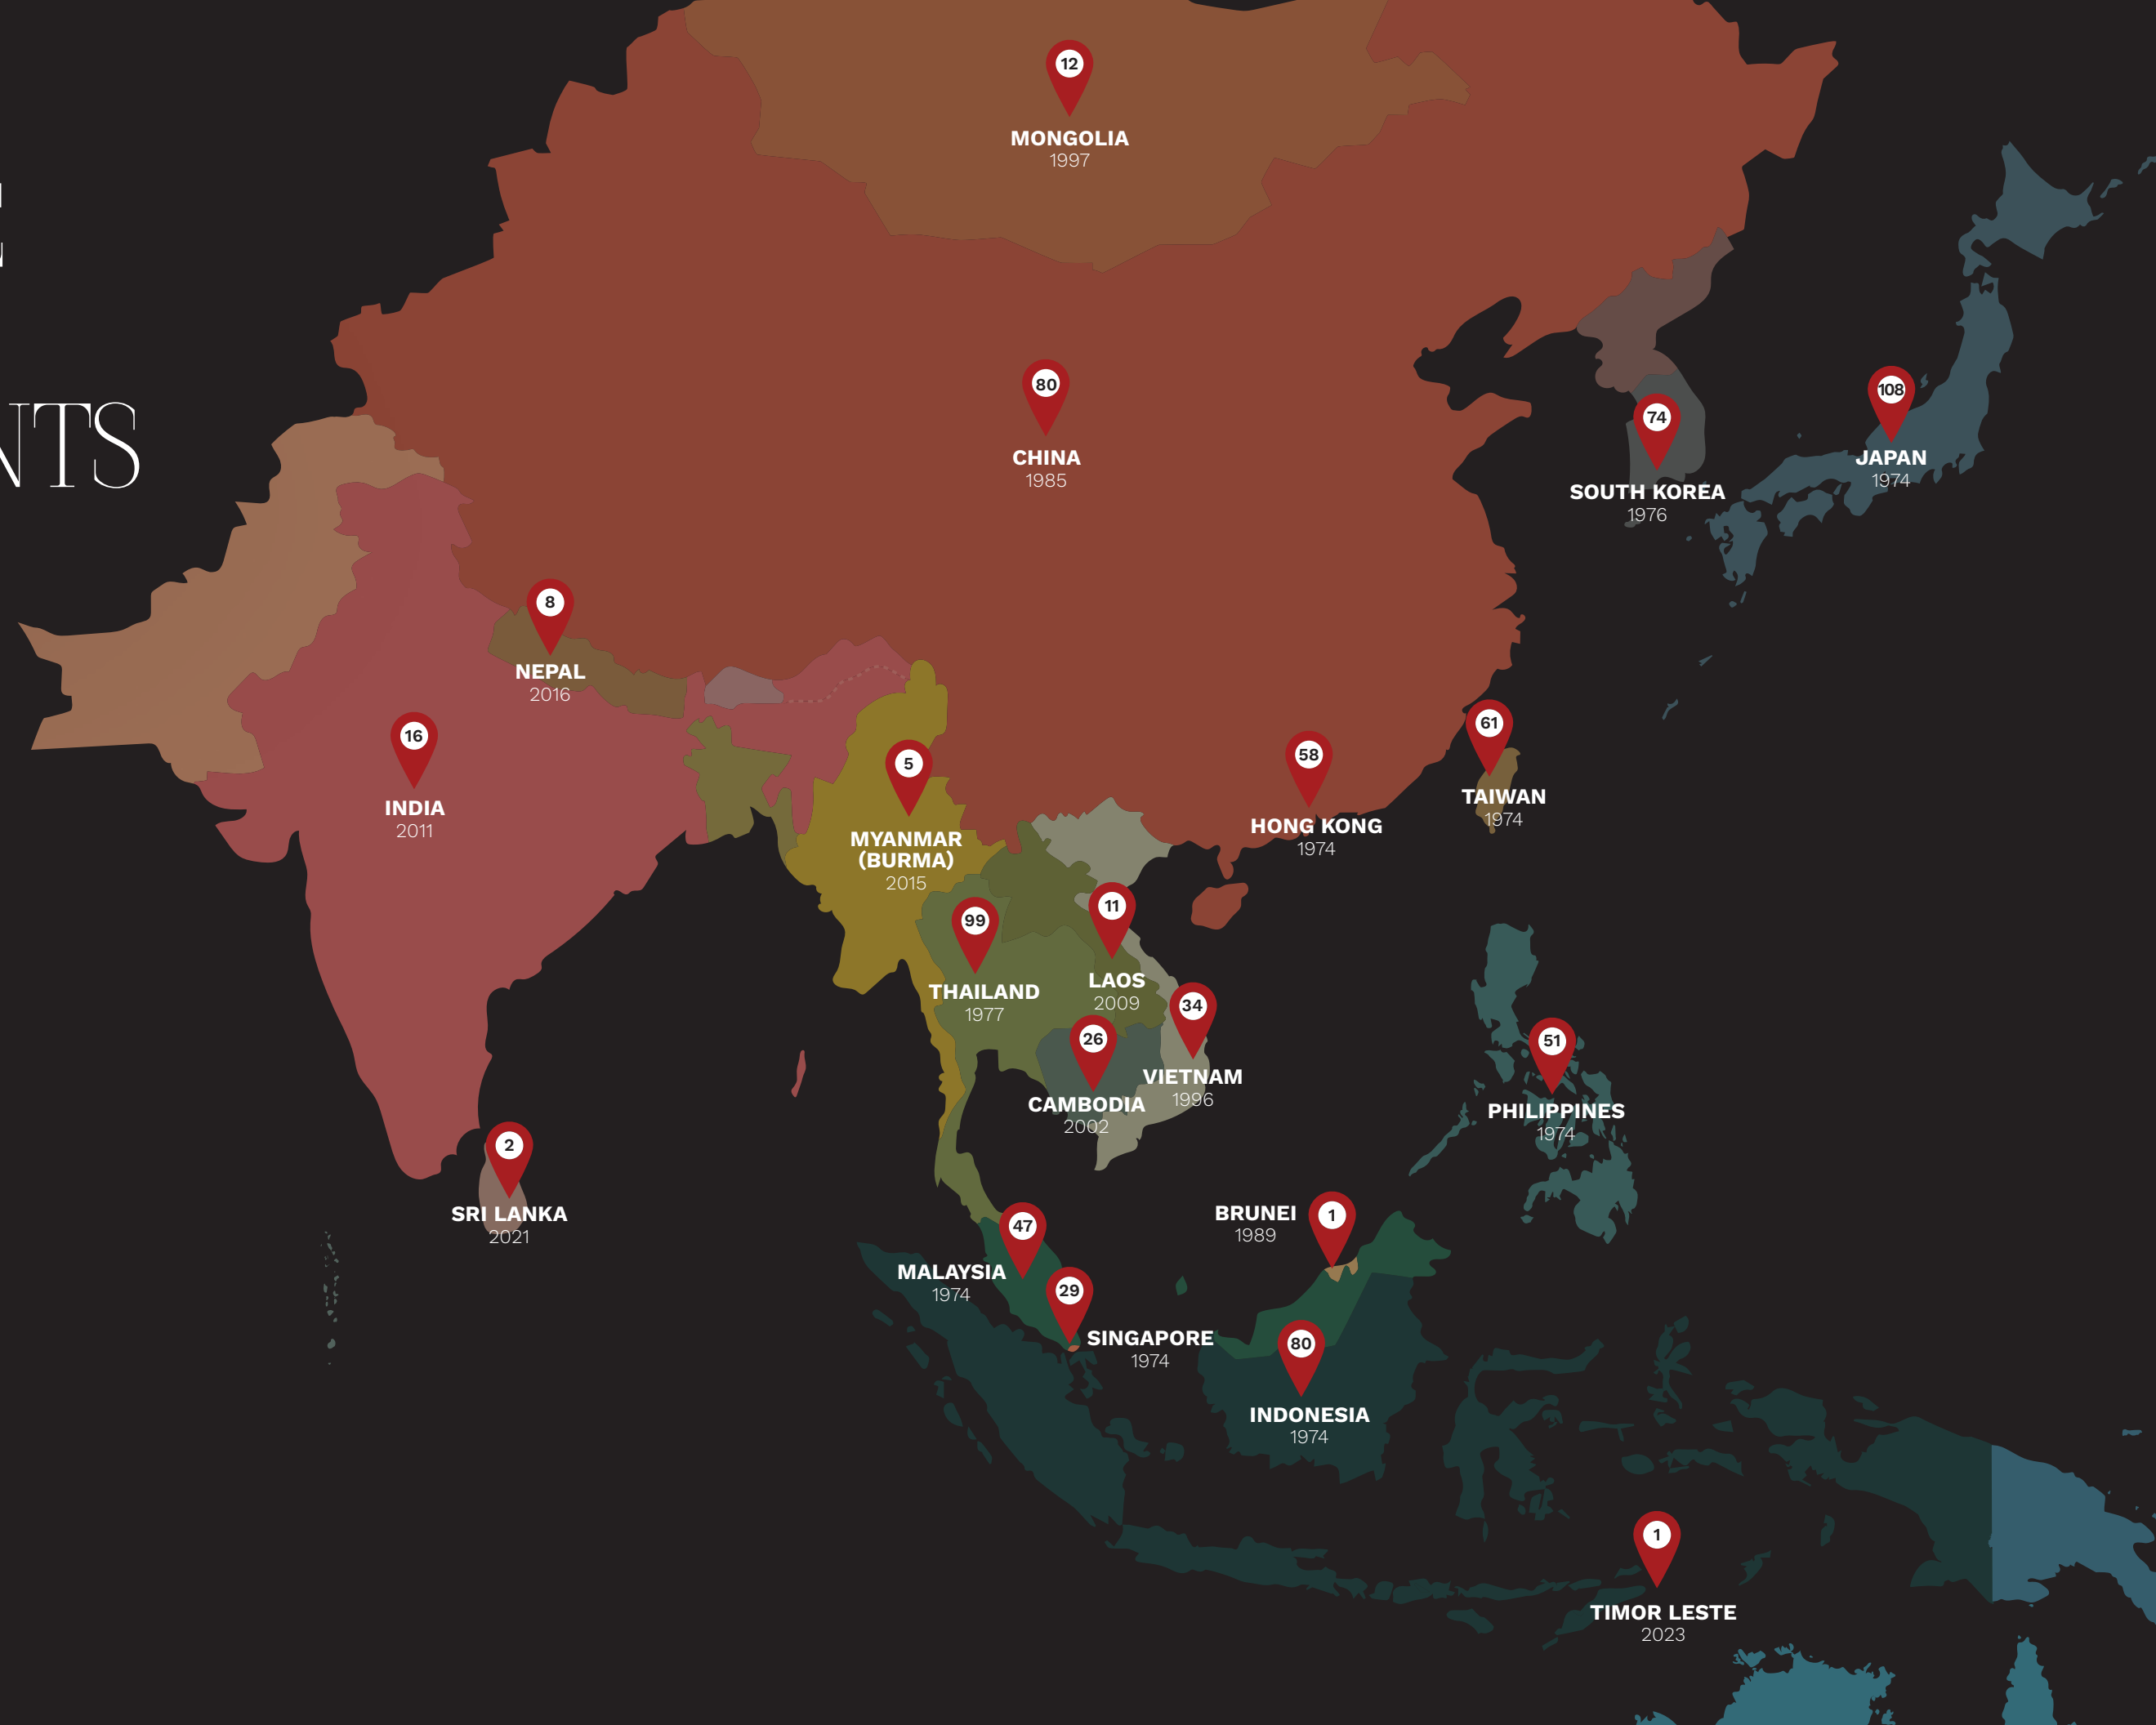 NTS
12
MONGOLIA
1997
80
CHINA
1985
74
SOUTH KOREA
1976
108
JAPAN
1974
8
NEPAL
2016
16
INDIA
2011
5
MYANMAR
(BURMA)
2015
58
HONG KONG
1974
61
TAIWAN
1974
99
THAILAND
1977
11
LAOS
2009
34
VIETNAM
1996
26
CAMBODIA
2002
51
PHILIPPINES
1974
2
SRI LANKA
2021
47
MALAYSIA
1974
29
SINGAPORE
1974
BRUNEI
1989
1
80
INDONESIA
1974
1
TIMOR LESTE
2023